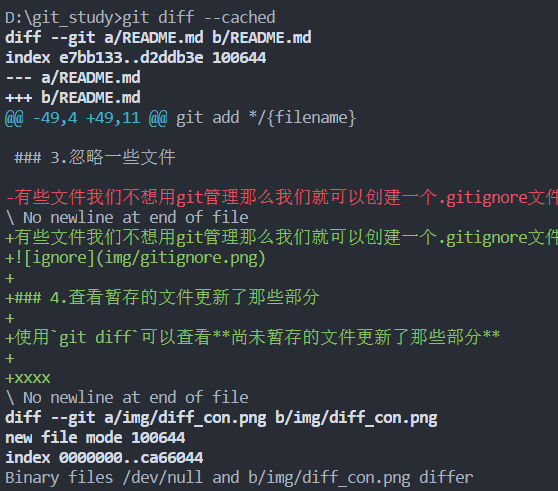 D:\git_study>git diff --cached
diff --git a/README.md b/README.md
index e7bb133..d2ddb3e 100644
--- a/README.md
+++ b/README.md
@@ -49,4 +49,11 @@ git add */{filename}
 ### 3.忽略一些文件
-有些文件我们不想用git管理那么我们就可以创建一个.gitignore文件
\ No newline at end of file
+有些文件我们不想用git管理那么我们就可以创建一个.gitignore文件
+![ignore](img/gitignore.png)
+
+### 4.查看暂存的文件更新了那些部分
+
+使用`git diff`可以查看**尚未暂存的文件更新了那些部分**
+
+xxxx
\ No newline at end of file
diff --git a/img/diff_con.png b/img/diff_con.png
new file mode 100644
index 0000000..ca66044
Binary files /dev/null and b/img/diff_con.png differ